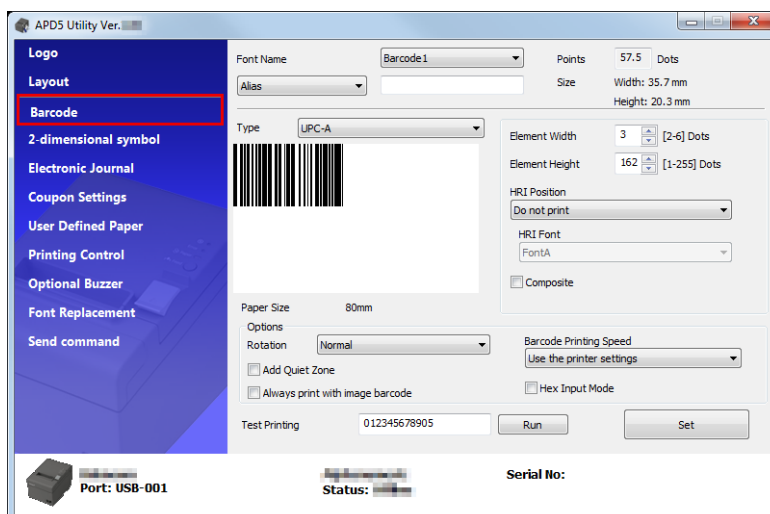 APD5 Utility Ver.
Logo
Layout
Barcode
2-dimensional symbol
Electronic Journal
Coupon Settings
User Defined Paper
Printing Control
Optional Buzzer
Font Replacement
Send command
Font Name Barcode1 Points 57.5 Dots
Alias Size Width: 35.7 mm
Height: 20.3 mm
Type UPC-A
Element Width 3 [2-6] Dots
Element Height 162 [1-255] Dots
HRI Position
Do not print
HRI Font
FontA
Composite
Paper Size 80mm
Options
Rotation Normal
Add Quiet Zone
Always print with image barcode
Barcode Printing Speed
Use the printer settings
Hex Input Mode
Test Printing 012345678905 Run Set
Port: USB-001
Status:
Serial No: